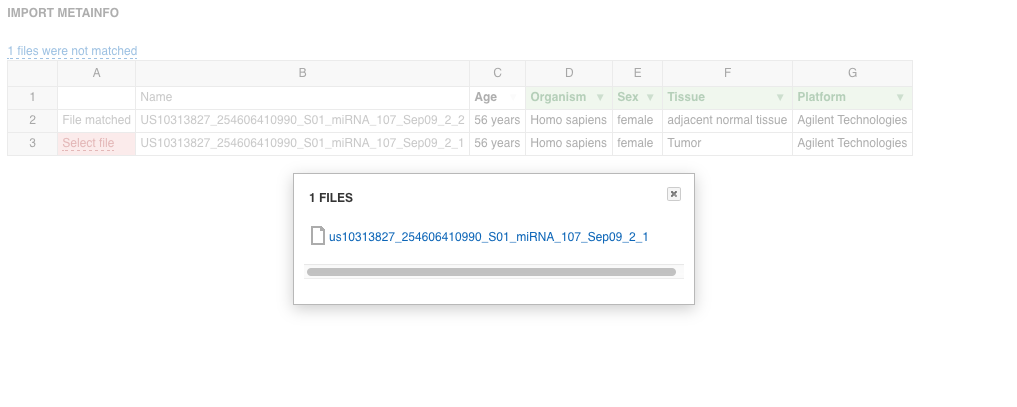 IMPORT METAINFO
1 files were not matched
A B C D E F G
1 Name Age Organism Sex Tissue Platform
2 File matched US10313827_254606410990_S01_miRNA_107_Sep09_2_2 56 years Homo sapiens female adjacent normal tissue Agilent Technologies
3 Select file US10313827_254606410990_S01_miRNA_107_Sep09_2_1 56 years Homo sapiens female Tumor Agilent Technologies
1 FILES
us10313827_254606410990_S01_miRNA_107_Sep09_2_1